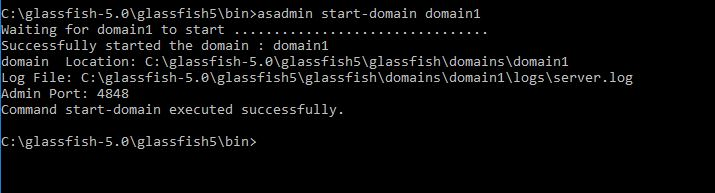 C:\glassfish-5.0\glassfish5\bin>asadmin start-domain domain1
Waiting for domain1 to start ................................
Successfully started the domain : domain1
domain  Location: C:\glassfish-5.0\glassfish5\glassfish\domains\domain1
Log File: C:\glassfish-5.0\glassfish5\glassfish\domains\domain1\logs\server.log
Admin Port: 4848
Command start-domain executed successfully.
C:\glassfish-5.0\glassfish5\bin>